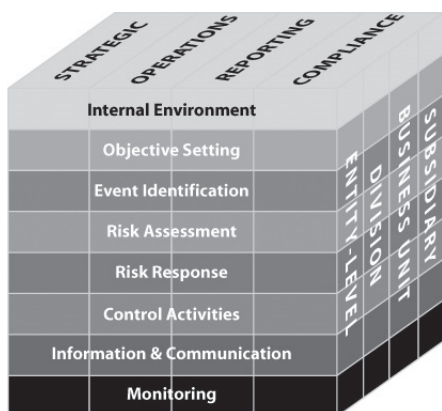 STRATEGIC
OPERATIONS
REPORTING
COMPLIANCE
Internal Environment
Objective Setting
Event Identification
Risk Assessment
Risk Response
Control Activities
Information & Communication
Monitoring
ENTITY-LEVEL
DIVISION
BUSINESS UNIT
SUBSIDIARY